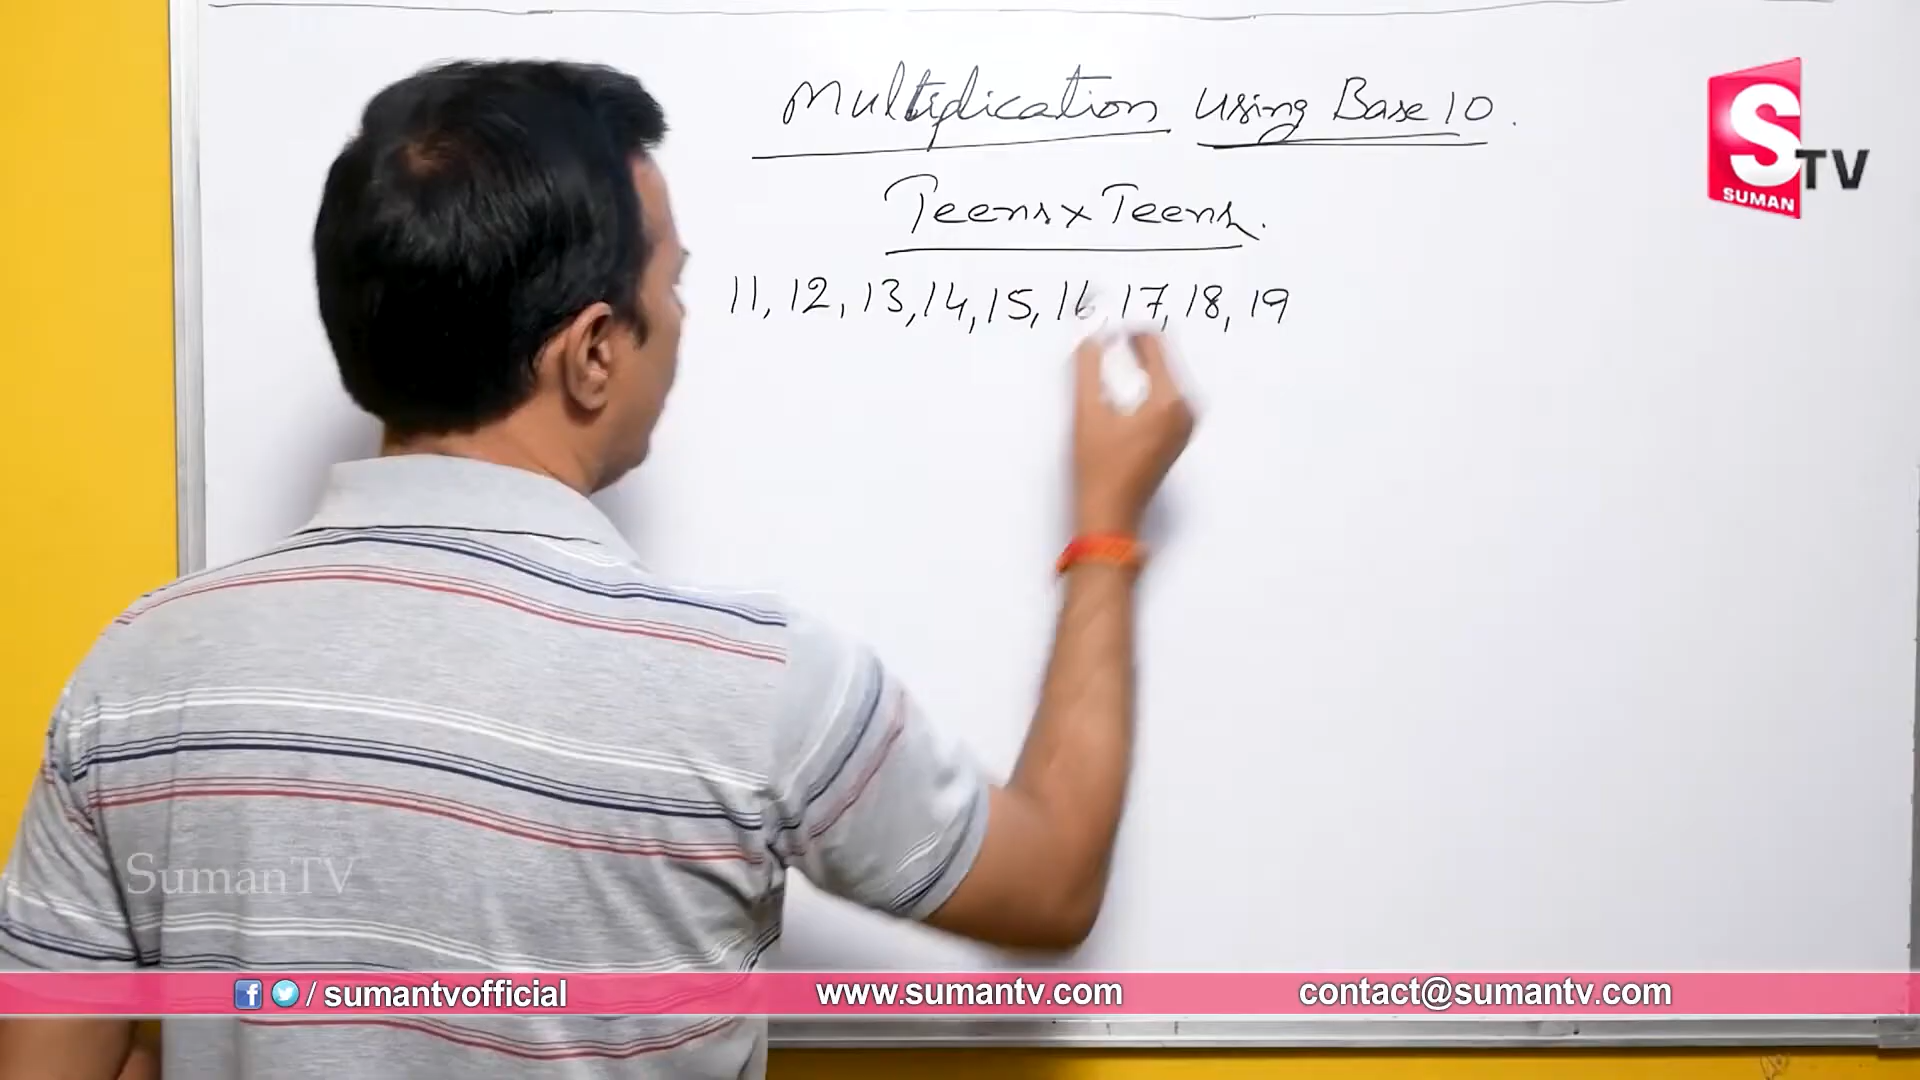 Multiplication using Base 10.
Teens x Teens.
11, 12, 13, 14, 15, 16, 17, 18, 19
S TV
SUMAN
SumanTV
/ sumantvofficial
www.sumantv.com
contact@sumantv.com